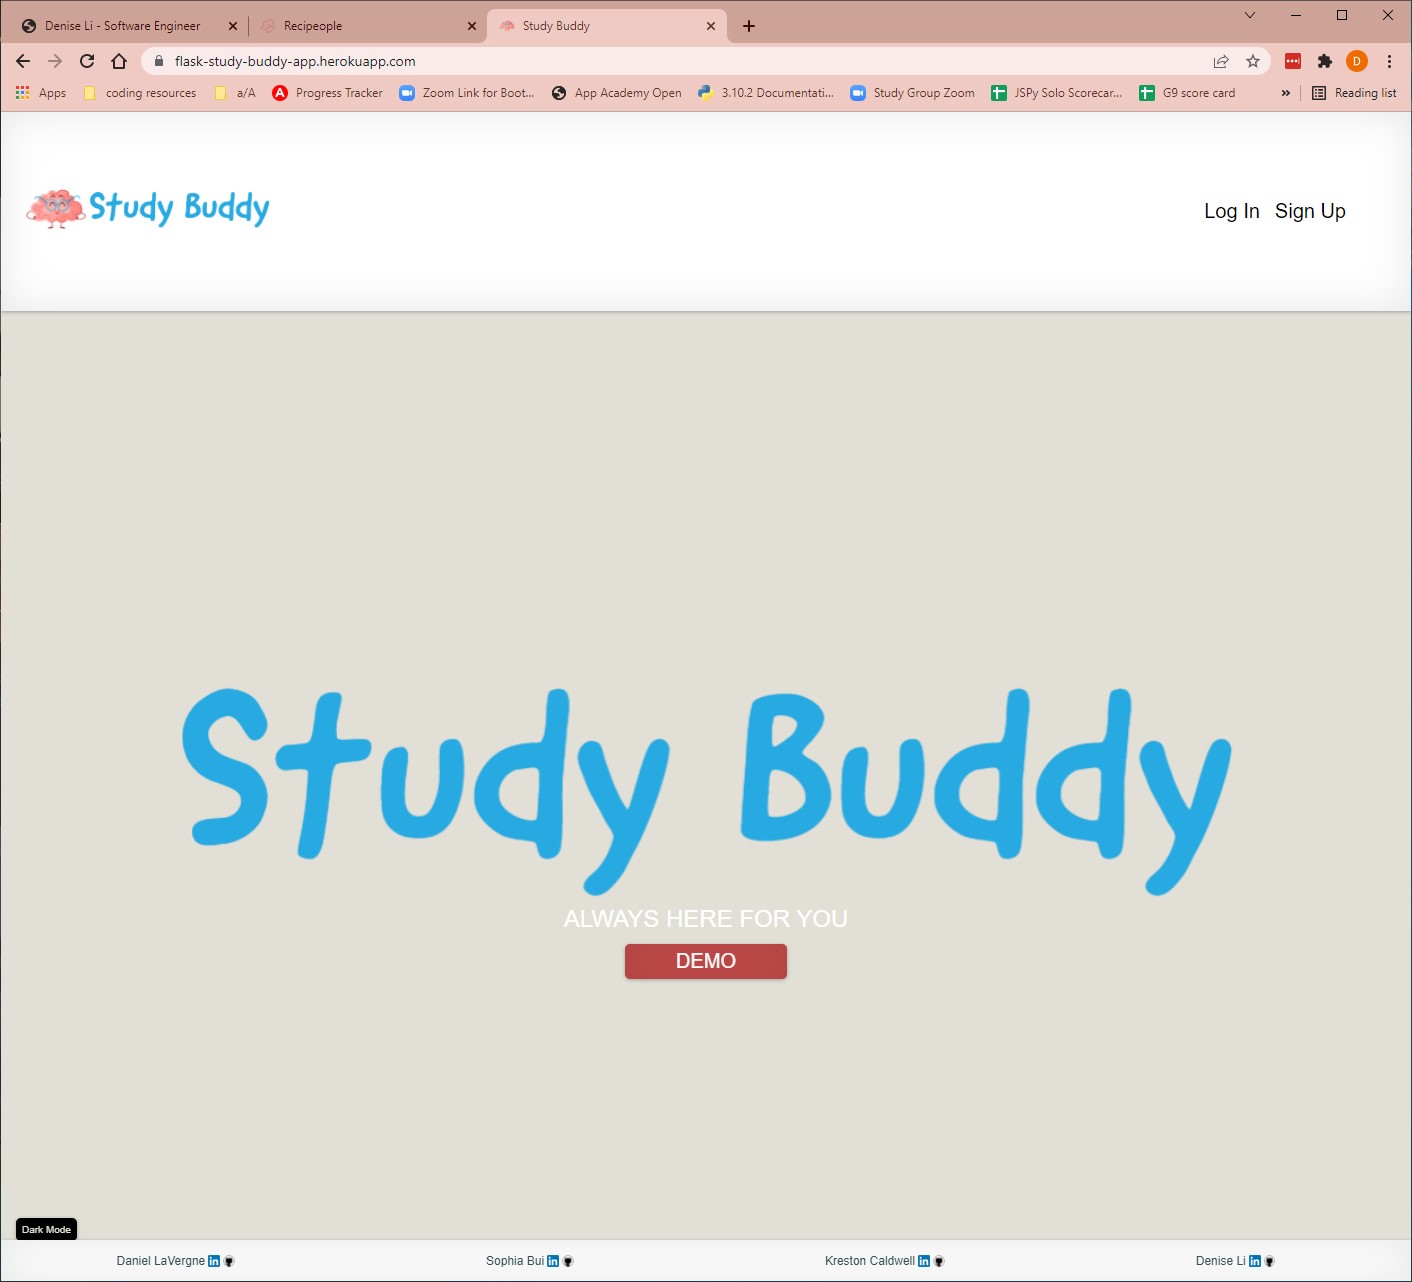 Denise Li - Software Engineer Recipeople Study Buddy
flask-study-buddy-app.herokuapp.com D
Apps coding resources a/A A Progress Tracker Zoom Link for Boot... App Academy Open 3.10.2 Documentati... Study Group Zoom JSPy Solo Scorecar... G9 score card » Reading list
Study Buddy Log In Sign Up
Study Buddy
ALWAYS HERE FOR YOU
DEMO
Dark Mode
Daniel LaVergne in Sophia Bui in Kreston Caldwell in Denise Li in